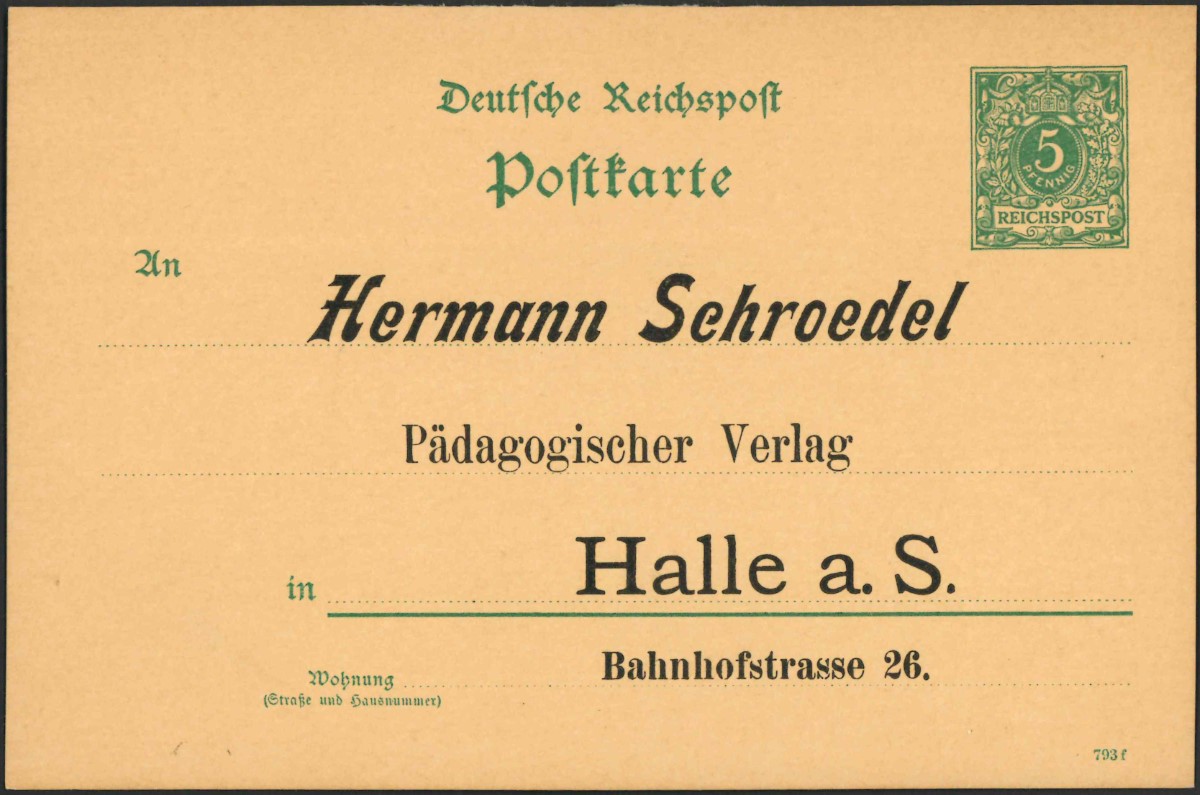 Deutsche Reichspost
Postkarte
5
PFENNIG
REICHSPOST
An
Hermann Schroedel
Pädagogischer Verlag
in Halle a. S.
Bahnhofstrasse 26.
Wohnung
(Straße und Hausnummer)
793 f